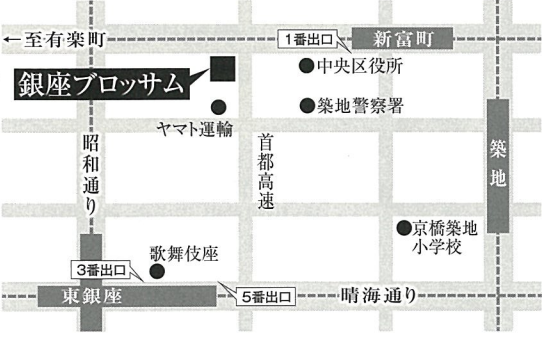 ←至有楽町
1番出口
新富町
銀座ブロッサム
中央区役所
築地警察署
ヤマト運輸
昭和通り
首都高速
築地
京橋築地
小学校
歌舞伎座
3番出口
東銀座
5番出口
晴海通り